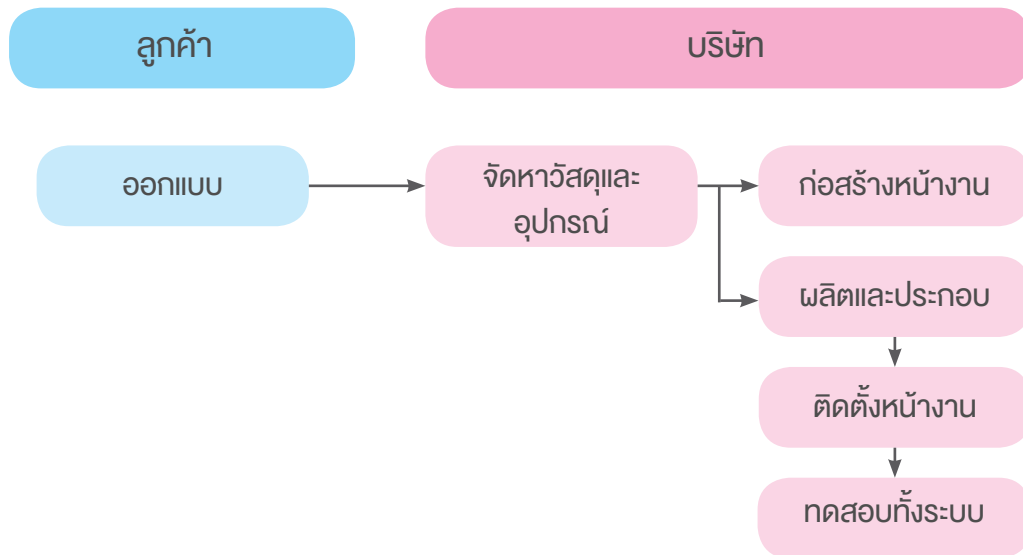 ลูกค้า
บริษัท
ออกแบบ
จัดหาวัสดุและ
อุปกรณ์
ก่อสร้างหน้างาน
ผลิตและประกอบ
ติดตั้งหน้างาน
ทดสอบทั้งระบบ